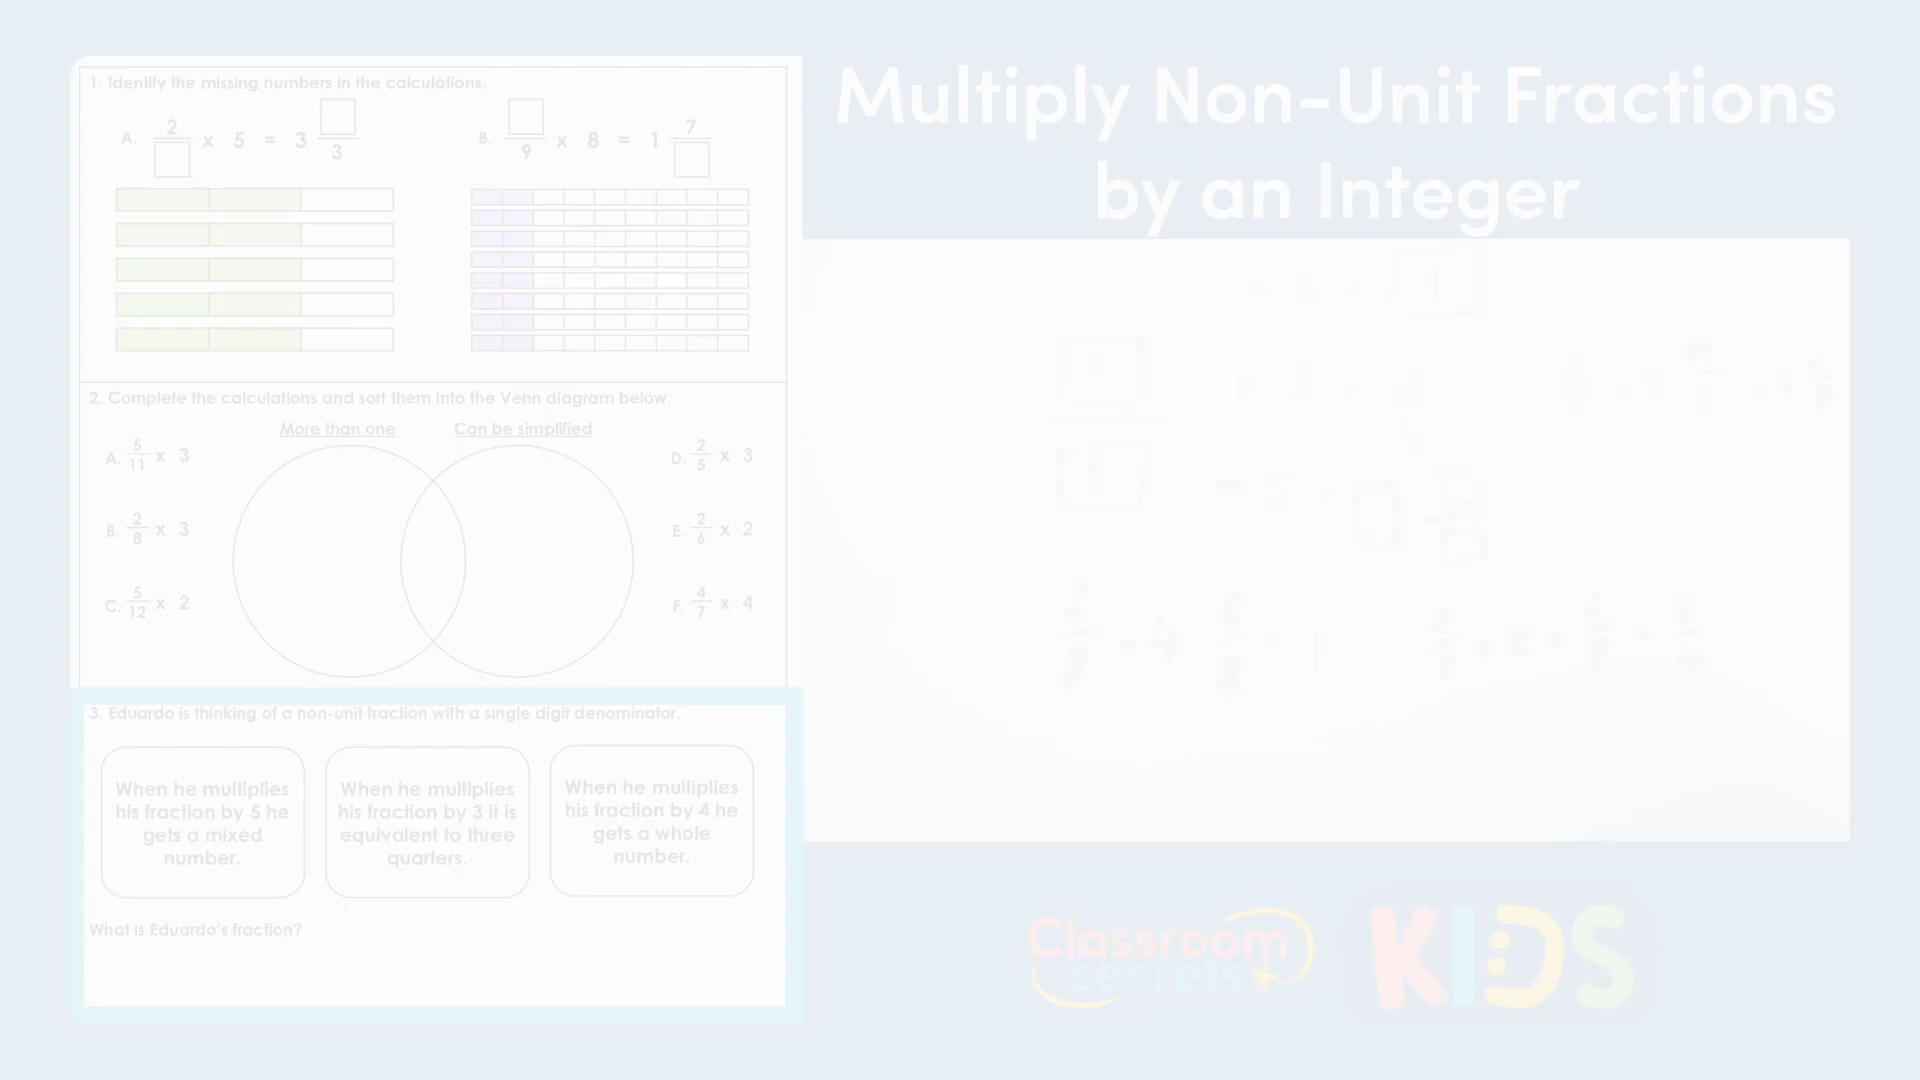 Multiply Non-Unit Fractions
by an Integer
1. Identify the missing numbers in the calculations.
A. 2/□ x 5 = 3 □/3
B. □/9 x 8 = 1 7/□
2. Complete the calculations and sort them into the Venn diagram below.
More than one
Can be simplified
A. 5/11 x 3
B. 2/8 x 3
C. 5/12 x 2
D. 2/5 x 3
E. 2/6 x 2
F. 4/7 x 4
3. Eduardo is thinking of a non-unit fraction with a single digit denominator.
When he multiplies
his fraction by 5 he
gets a mixed
number.
When he multiplies
his fraction by 3 it is
equivalent to three
quarters.
When he multiplies
his fraction by 4 he
gets a whole
number.
What is Eduardo's fraction?
Classroom
secrets
KIDS